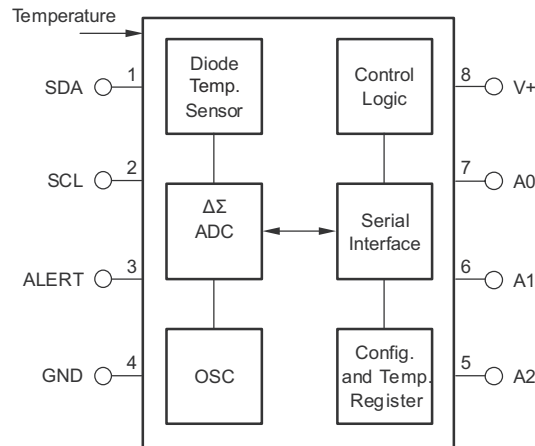 Temperature
SDA
1
SCL
2
ALERT
3
GND
4
Diode
Temp.
Sensor
ΔΣ
ADC
OSC
Control
Logic
Serial
Interface
Config.
and Temp.
Register
8
V+
7
A0
6
A1
5
A2